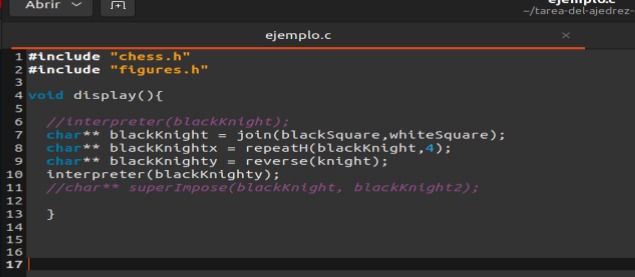 Abrir
ejemplo.c
~/tarea-del-ajedrez-
ejemplo.c
1 #include "chess.h"
2 #include "figures.h"
3
4 void display(){
5
6 //interpreter(blackKnight);
7 char** blackKnight = join(blackSquare,whiteSquare);
8 char** blackKnightx = repeatH(blackKnight,4);
9 char** blackKnighty = reverse(knight);
10 interpreter(blackKnighty);
11 //char** superImpose(blackKnight, blackKnight2);
12
13 }
14
15
16
17